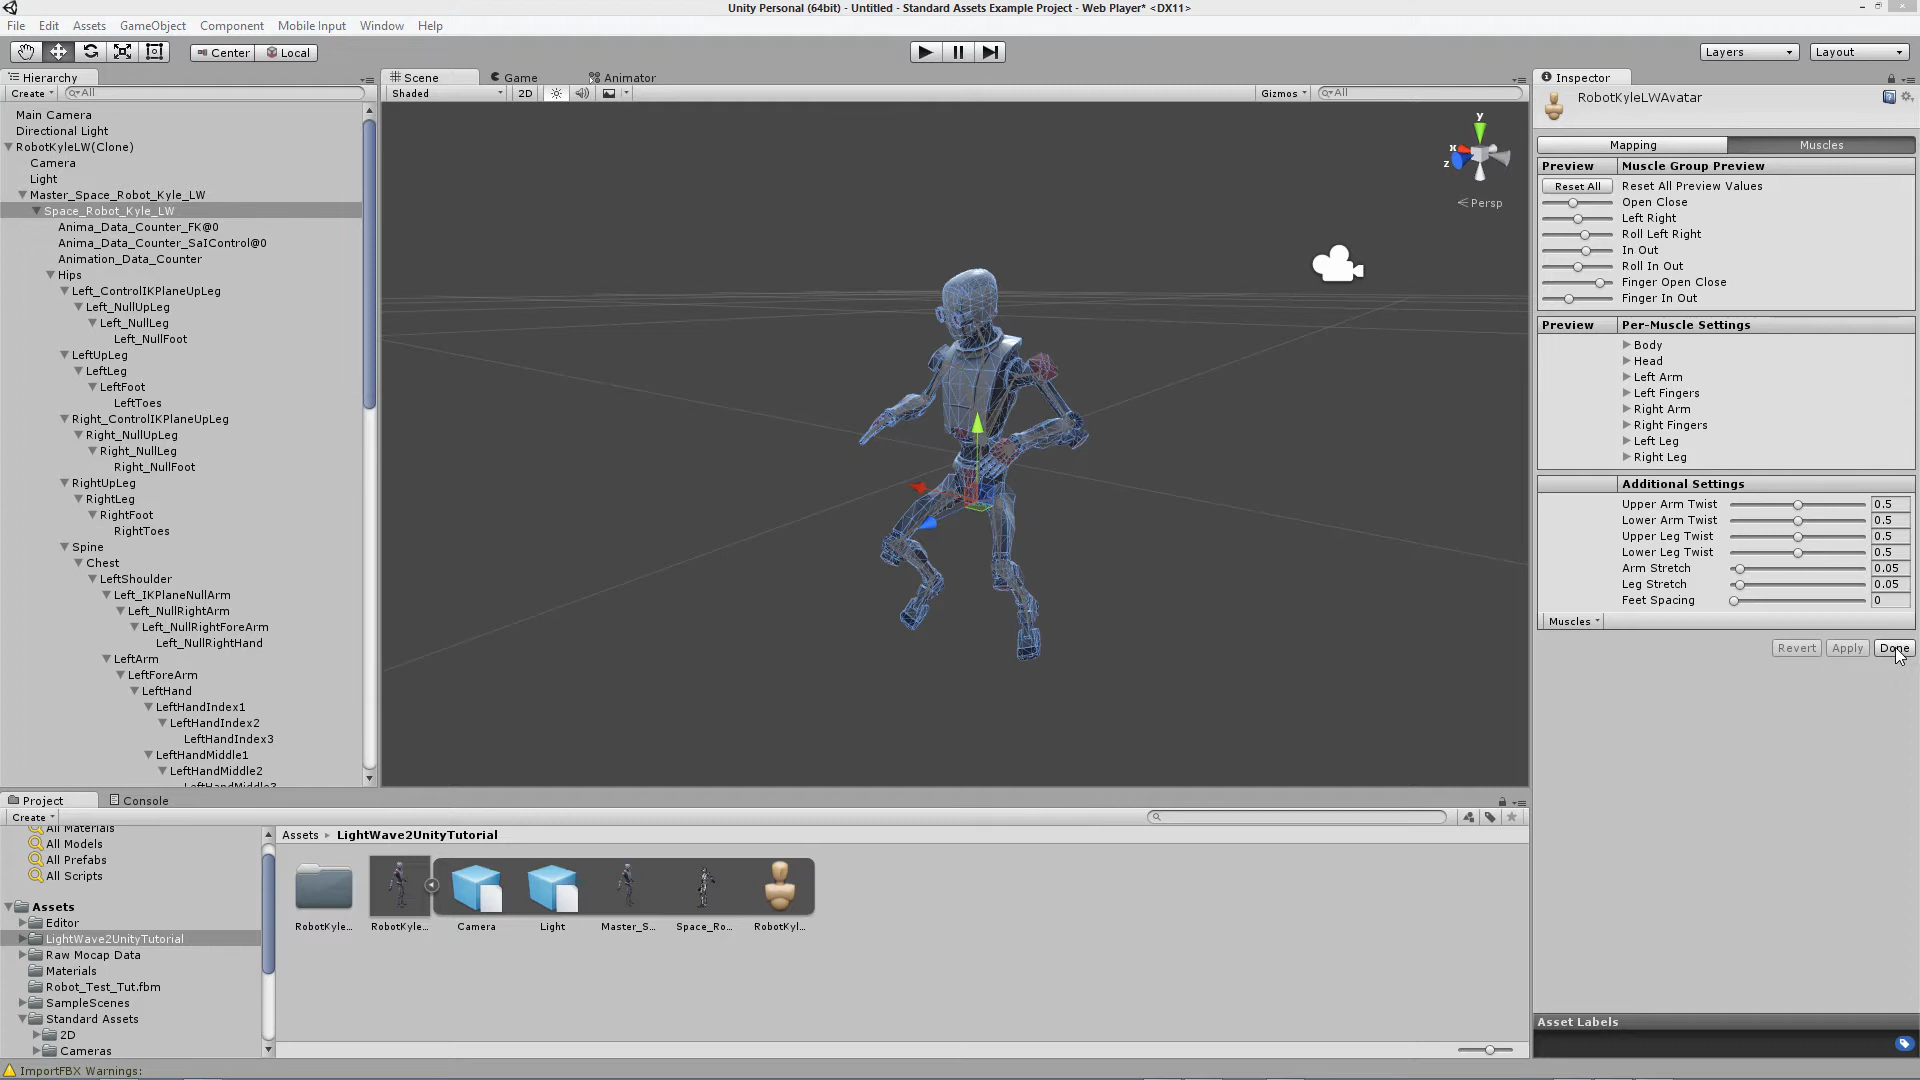 Unity Personal (64bit) - Untitled - Standard Assets Example Project - Web Player* <DX11>
File Edit Assets GameObject Component Mobile Input Window Help
Center Local
Layers Layout
Hierarchy
Create All
Main Camera
Directional Light
RobotKyleLW(Clone)
Camera
Light
Master_Space_Robot_Kyle_LW
Space_Robot_Kyle_LW
Anima_Data_Counter_FK@0
Anima_Data_Counter_SaIControl@0
Animation_Data_Counter
Hips
Left_ControlIKPlaneUpLeg
Left_NullUpLeg
Left_NullLeg
Left_NullFoot
LeftUpLeg
LeftLeg
LeftFoot
LeftToes
Right_ControlIKPlaneUpLeg
Right_NullUpLeg
Right_NullLeg
Right_NullFoot
RightUpLeg
RightLeg
RightFoot
RightToes
Spine
Chest
LeftShoulder
Left_IKPlaneNullArm
Left_NullRightArm
Left_NullRightForeArm
Left_NullRightHand
LeftArm
LeftForeArm
LeftHand
LeftHandIndex1
LeftHandIndex2
LeftHandIndex3
LeftHandMiddle1
LeftHandMiddle2
LeftHandMiddle3
Scene Game Animator
Shaded 2D Gizmos All
y
x
z
Persp
Inspector
RobotKyleLWAvatar
Mapping Muscles
Preview Muscle Group Preview
Reset All Reset All Preview Values
Open Close
Left Right
Roll Left Right
In Out
Roll In Out
Finger Open Close
Finger In Out
Preview Per-Muscle Settings
Body
Head
Left Arm
Left Fingers
Right Arm
Right Fingers
Left Leg
Right Leg
Additional Settings
Upper Arm Twist 0.5
Lower Arm Twist 0.5
Upper Leg Twist 0.5
Lower Leg Twist 0.5
Arm Stretch 0.05
Leg Stretch 0.05
Feet Spacing 0
Muscles
Revert Apply Done
Project Console
Create
All Materials
All Models
All Prefabs
All Scripts
Assets
Editor
LightWave2UnityTutorial
Raw Mocap Data
Materials
Robot_Test_Tut.fbm
SampleScenes
Standard Assets
2D
Cameras
Assets LightWave2UnityTutorial
RobotKyle... RobotKyle... Camera Light Master_S... Space_Ro... RobotKyl...
Asset Labels
ImportFBX Warnings: